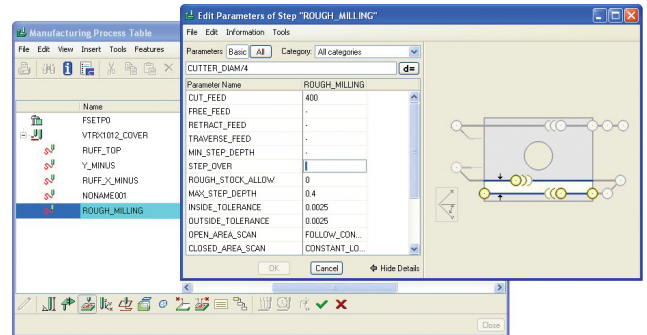 Manufacturing Process Table
File Edit View Insert Tools Features
Name
FSETP0
VTRX1012_COVER
RUFF_TOP
Y_MINUS
RUFF_X_MINUS
NONAME001
ROUGH_MILLING
Close
Edit Parameters of Step "ROUGH_MILLING"
File Edit Information Tools
Parameters Basic All Category: All categories
CUTTER_DIAM/4 d=
Parameter Name ROUGH_MILLING
CUT_FEED 400
FREE_FEED -
RETRACT_FEED -
TRAVERSE_FEED -
MIN_STEP_DEPTH -
STEP_OVER
ROUGH_STOCK_ALLOW 0
MAX_STEP_DEPTH 0.4
INSIDE_TOLERANCE 0.0025
OUTSIDE_TOLERANCE 0.0025
OPEN_AREA_SCAN FOLLOW_CON...
CLOSED_AREA_SCAN CONSTANT_LO...
OK Cancel Hide Details